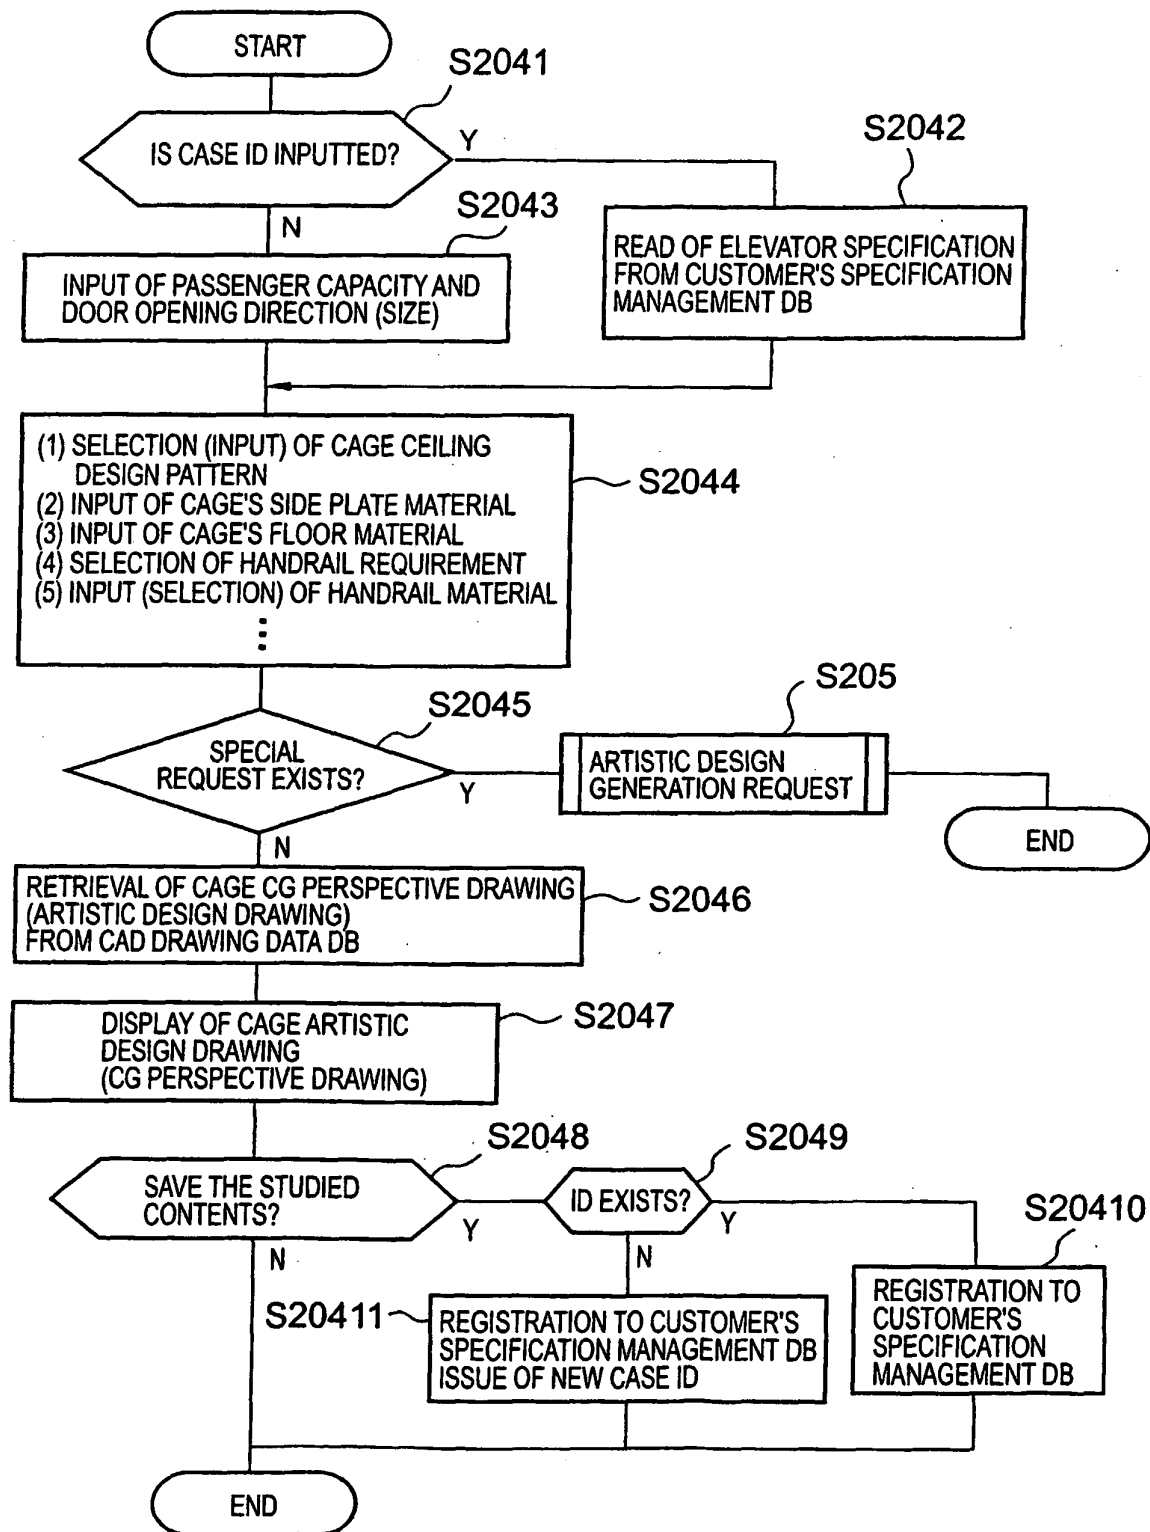 START
S2041
IS CASE ID INPUTTED?
Y
S2042
N
S2043
READ OF ELEVATOR SPECIFICATION
FROM CUSTOMER'S SPECIFICATION
MANAGEMENT DB
INPUT OF PASSENGER CAPACITY AND
DOOR OPENING DIRECTION (SIZE)
(1) SELECTION (INPUT) OF CAGE CEILING
DESIGN PATTERN
(2) INPUT OF CAGE'S SIDE PLATE MATERIAL
(3) INPUT OF CAGE'S FLOOR MATERIAL
(4) SELECTION OF HANDRAIL REQUIREMENT
(5) INPUT (SELECTION) OF HANDRAIL MATERIAL
⋮
S2044
S2045
S205
SPECIAL
REQUEST EXISTS?
Y
ARTISTIC DESIGN
GENERATION REQUEST
END
N
RETRIEVAL OF CAGE CG PERSPECTIVE DRAWING
(ARTISTIC DESIGN DRAWING)
FROM CAD DRAWING DATA DB
S2046
DISPLAY OF CAGE ARTISTIC
DESIGN DRAWING
(CG PERSPECTIVE DRAWING)
S2047
S2048
S2049
SAVE THE STUDIED
CONTENTS?
Y
ID EXISTS?
Y
S20410
N
N
S20411
REGISTRATION TO CUSTOMER'S
SPECIFICATION MANAGEMENT DB
ISSUE OF NEW CASE ID
REGISTRATION TO
CUSTOMER'S
SPECIFICATION
MANAGEMENT DB
END